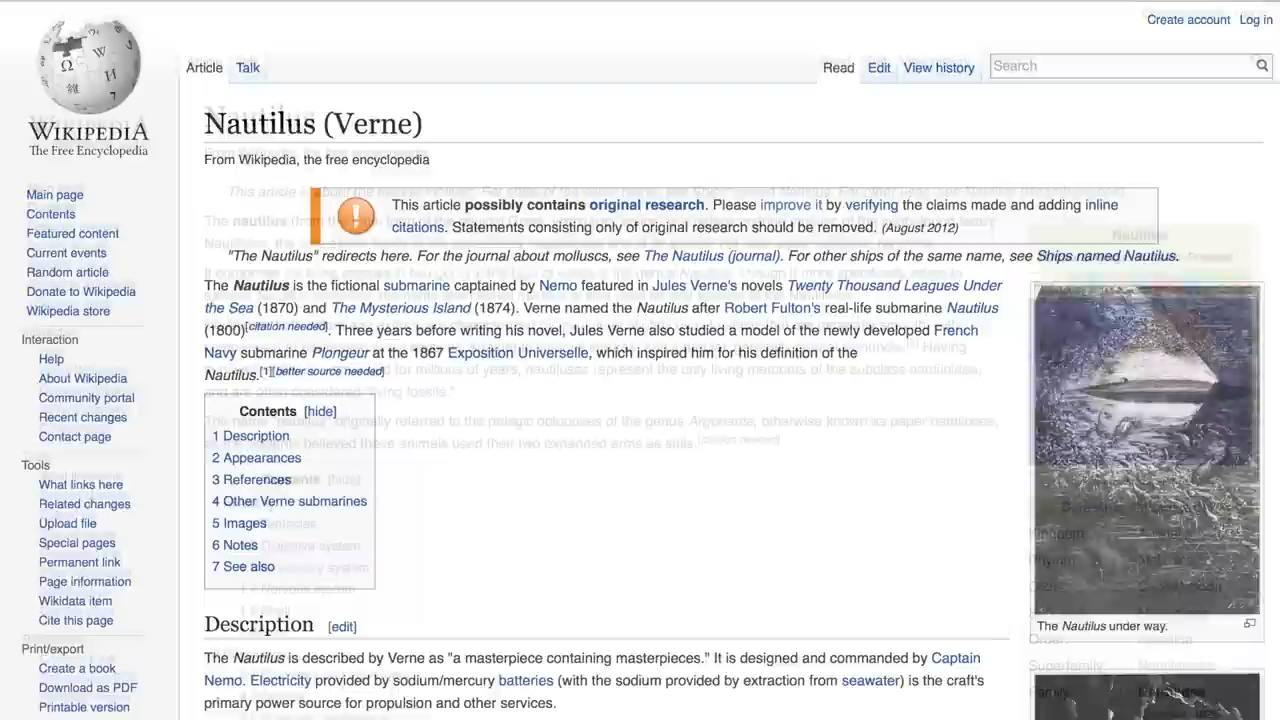 Create account Log in
Article Talk Read Edit View history Search
WIKIPEDIA
The Free Encyclopedia
Nautilus (Verne)
From Wikipedia, the free encyclopedia
This article possibly contains original research. Please improve it by verifying the claims made and adding inline
citations. Statements consisting only of original research should be removed. (August 2012)
"The Nautilus" redirects here. For the journal about molluscs, see The Nautilus (journal). For other ships of the same name, see Ships named Nautilus.
The Nautilus is the fictional submarine captained by Nemo featured in Jules Verne's novels Twenty Thousand Leagues Under
the Sea (1870) and The Mysterious Island (1874). Verne named the Nautilus after Robert Fulton's real-life submarine Nautilus
(1800)[citation needed]. Three years before writing his novel, Jules Verne also studied a model of the newly developed French
Navy submarine Plongeur at the 1867 Exposition Universelle, which inspired him for his definition of the
Nautilus.[1][better source needed]
Contents [hide]
1 Description
2 Appearances
3 References
4 Other Verne submarines
5 Images
6 Notes
7 See also
Description [edit]
The Nautilus is described by Verne as "a masterpiece containing masterpieces." It is designed and commanded by Captain
Nemo. Electricity provided by sodium/mercury batteries (with the sodium provided by extraction from seawater) is the craft's
primary power source for propulsion and other services.
The Nautilus under way.
Main page
Contents
Featured content
Current events
Random article
Donate to Wikipedia
Wikipedia store
Interaction
Help
About Wikipedia
Community portal
Recent changes
Contact page
Tools
What links here
Related changes
Upload file
Special pages
Permanent link
Page information
Wikidata item
Cite this page
Print/export
Create a book
Download as PDF
Printable version